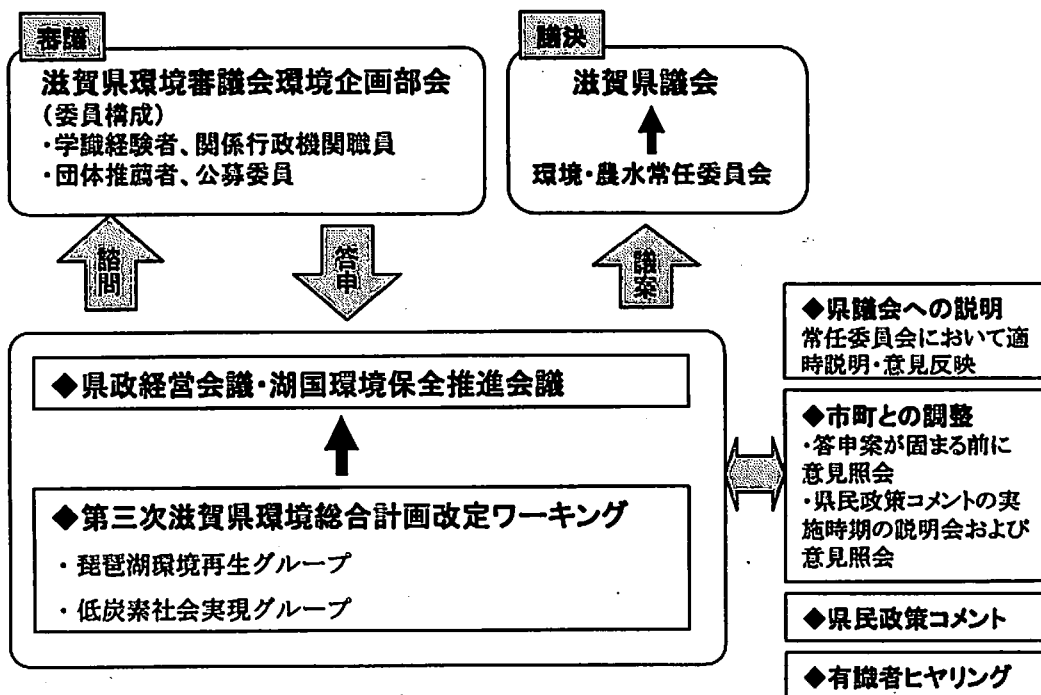 審議
滋賀県環境審議会環境企画部会
(委員構成)
・学識経験者、関係行政機関職員
・団体推薦者、公募委員
議決
滋賀県議会
環境・農水常任委員会
諮問
答申
議案
◆県政経営会議・湖国環境保全推進会議
◆第三次滋賀県環境総合計画改定ワーキング
・琵琶湖環境再生グループ
・低炭素社会実現グループ
◆県議会への説明
常任委員会において適
時説明・意見反映
◆市町との調整
・答申案が固まる前に
意見照会
・県民政策コメントの実
施時期の説明会および
意見照会
◆県民政策コメント
◆有識者ヒヤリング